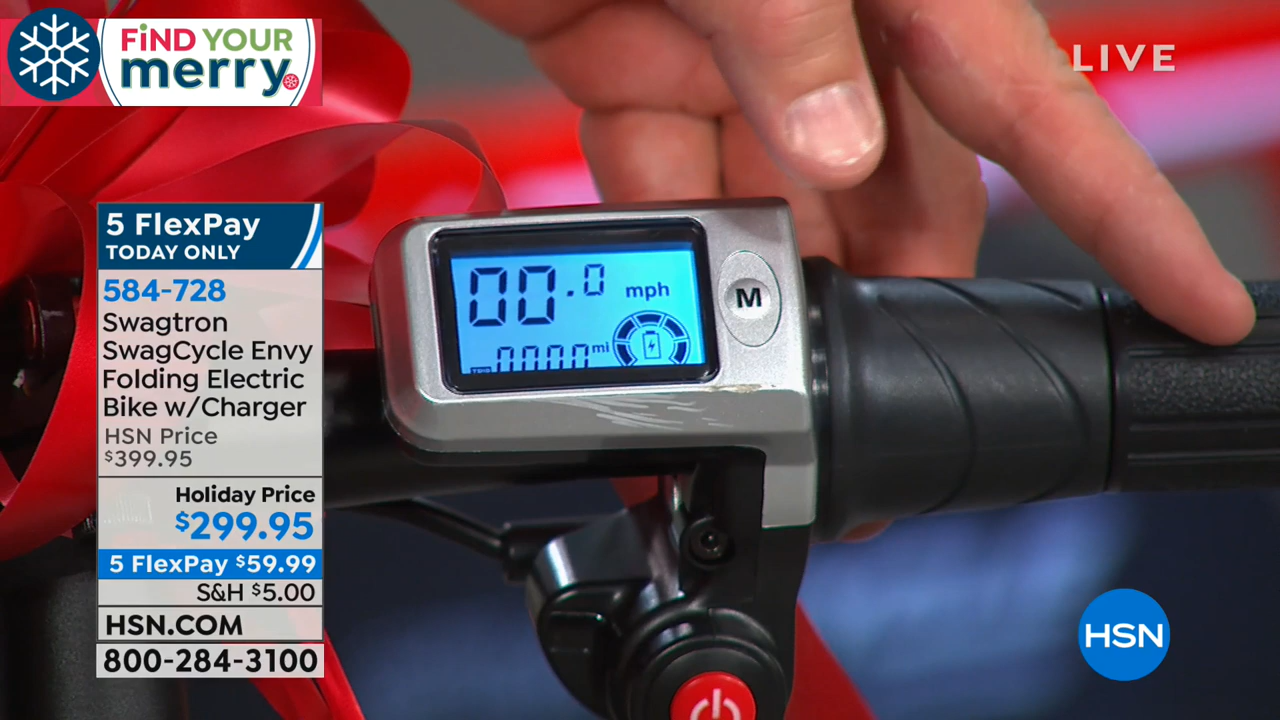 FiND YOUR
merry
LIVE
5 FlexPay
TODAY ONLY
584-728
Swagtron
SwagCycle Envy
Folding Electric
Bike w/Charger
HSN Price
$399.95
Holiday Price
$299.95
5 FlexPay $59.99
S&H $5.00
HSN.COM
800-284-3100
00.0 mph
0000 mi
M
HSN